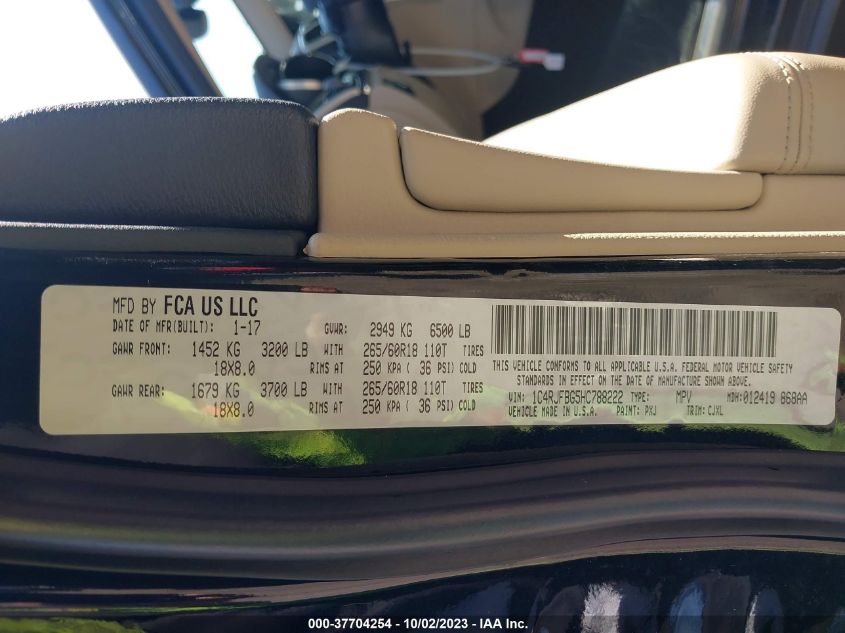 MFD BY FCA US LLC
DATE OF MFR(BUILT): 1-17 GVWR: 2949 KG 6500 LB
GAWR FRONT: 1452 KG 3200 LB WITH 265/60R18 110T TIRES
18X8.0 RIMS AT 250 KPA ( 36 PSI) COLD
GAWR REAR: 1679 KG 3700 LB WITH 265/60R18 110T TIRES
18X8.0 RIMS AT 250 KPA ( 36 PSI) COLD
THIS VEHICLE CONFORMS TO ALL APPLICABLE U.S.A. FEDERAL MOTOR VEHICLE SAFETY
STANDARDS IN EFFECT ON THE DATE OF MANUFACTURE SHOWN ABOVE.
VIN: 1C4RJFBG5HC788222 TYPE: MPV MDH: 012419 868AA
VEHICLE MADE IN U.S.A. PAINT: PXJ TRIM: CJXL
000-37704254 - 10/02/2023 - IAA Inc.